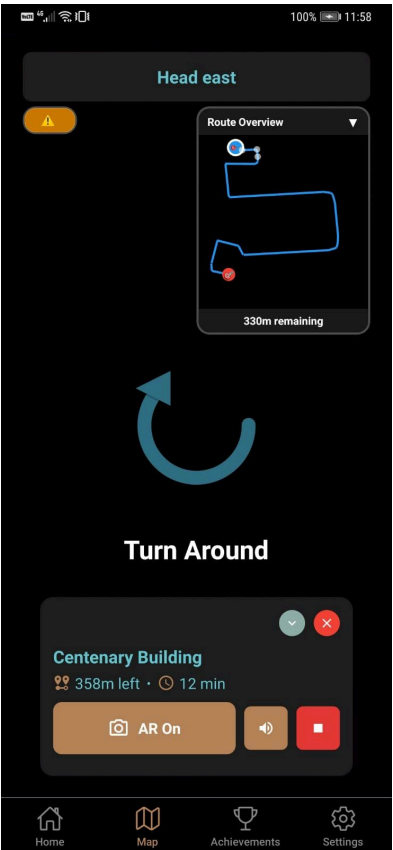 4G 100% 11:58
Head east
Route Overview ▼
330m remaining
Turn Around
Centenary Building
358m left • 12 min
AR On
Home Map Achievements Settings